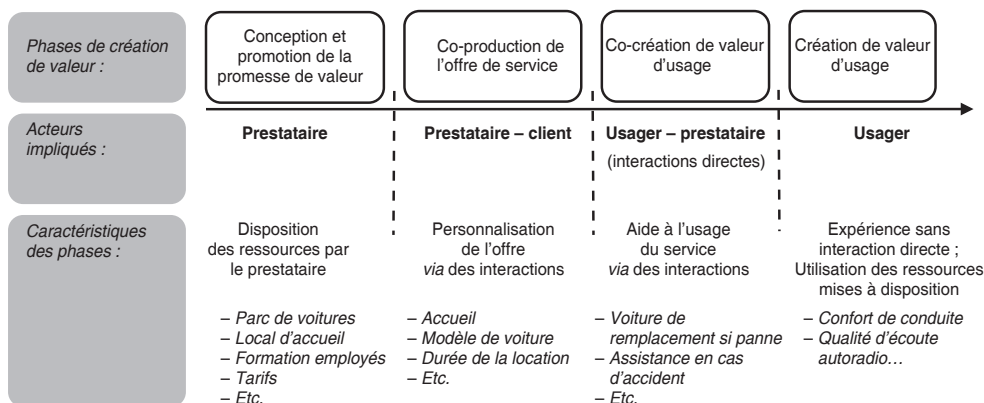 Phases de création
de valeur :
Conception et
promotion de la
promesse de valeur
Co-production de
l'offre de service
Co-création de valeur
d'usage
Création de valeur
d'usage
Acteurs
impliqués :
Prestataire
Prestataire – client
Usager – prestataire
(interactions directes)
Usager
Caractéristiques
des phases :
Disposition
des ressources par
le prestataire
– Parc de voitures
– Local d'accueil
– Formation employés
– Tarifs
– Etc.
Personnalisation
de l'offre
via des interactions
– Accueil
– Modèle de voiture
– Durée de la location
– Etc.
Aide à l'usage
du service
via des interactions
– Voiture de
remplacement si panne
– Assistance en cas
d'accident
– Etc.
Expérience sans
interaction directe ;
Utilisation des ressources
mises à disposition
– Confort de conduite
– Qualité d'écoute
autoradio…